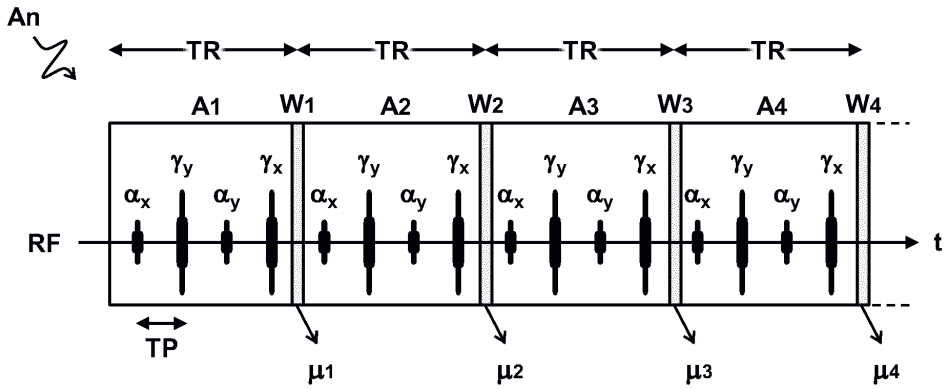 An
TR TR TR TR
A1 W1 A2 W2 A3 W3 A4 W4
γy γx γy γx γy γx γy γx
αx αy αx αy αx αy αx αy
RF t
TP
μ1 μ2 μ3 μ4